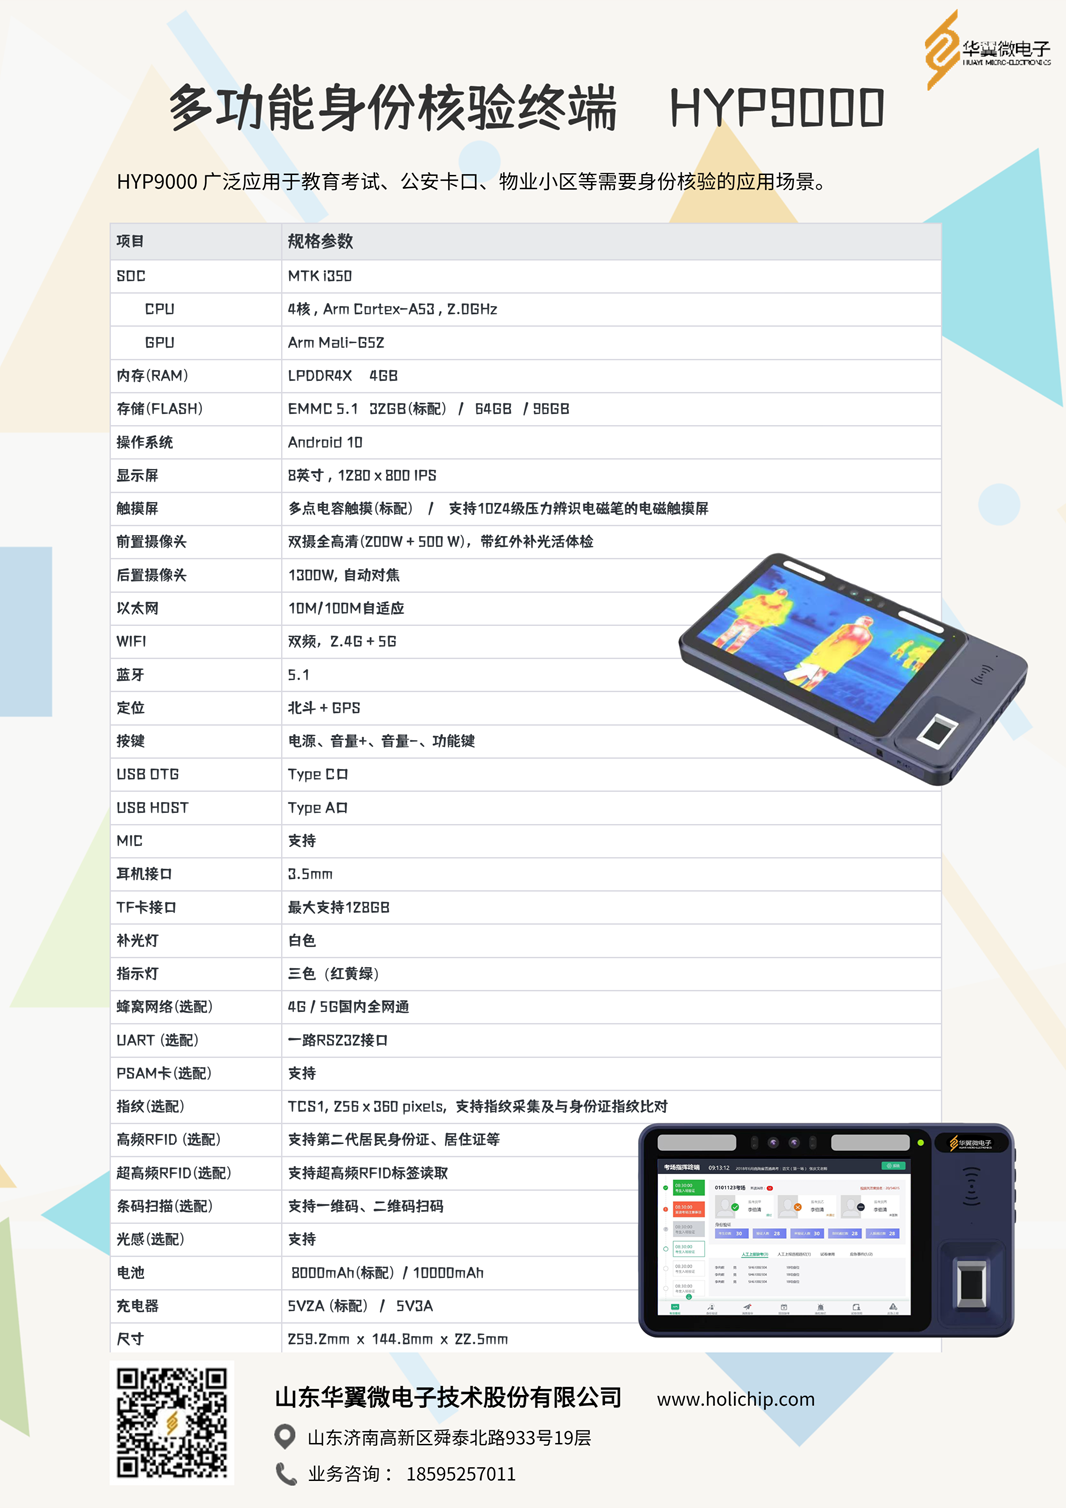 华翼微电子
HUAYI MICRO-ELECTRONICS
多功能身份核验终端 HYP9000
HYP9000 广泛应用于教育考试、公安卡口、物业小区等需要身份核验的应用场景。
项目 规格参数
SOC MTK i350
CPU 4核 , Arm Cortex-A53 , 2.0GHz
GPU Arm Mali-G52
内存(RAM) LPDDR4X 4GB
存储(FLASH) EMMC 5.1 32GB(标配) / 64GB / 96GB
操作系统 Android 10
显示屏 8英寸 , 1280 x 800 IPS
触摸屏 多点电容触摸(标配) / 支持1024级压力辨识电磁笔的电磁触摸屏
前置摄像头 双摄全高清(200W + 500 W)，带红外补光活体检
后置摄像头 1300W, 自动对焦
以太网 10M/100M自适应
WIFI 双频，2.4G + 5G
蓝牙 5.1
定位 北斗 + GPS
按键 电源、音量+、音量-、功能键
USB OTG Type C口
USB HOST Type A口
MIC 支持
耳机接口 3.5mm
TF卡接口 最大支持128GB
补光灯 白色
指示灯 三色（红黄绿）
蜂窝网络(选配) 4G / 5G国内全网通
UART (选配) 一路RS232接口
PSAM卡(选配) 支持
指纹(选配) TCS1, 256 x 360 pixels, 支持指纹采集及与身份证指纹比对
高频RFID (选配) 支持第二代居民身份证、居住证等
超高频RFID(选配) 支持超高频RFID标签读取
条码扫描(选配) 支持一维码、二维码扫码
光感(选配) 支持
电池 8000mAh(标配) / 10000mAh
充电器 5V2A (标配) / 5V3A
尺寸 259.2mm x 144.8mm x 22.5mm
华翼微电子
考场指挥终端 09:13:12
0101123考场
山东华翼微电子技术股份有限公司 www.holichip.com
山东济南高新区舜泰北路933号19层
业务咨询： 18595257011